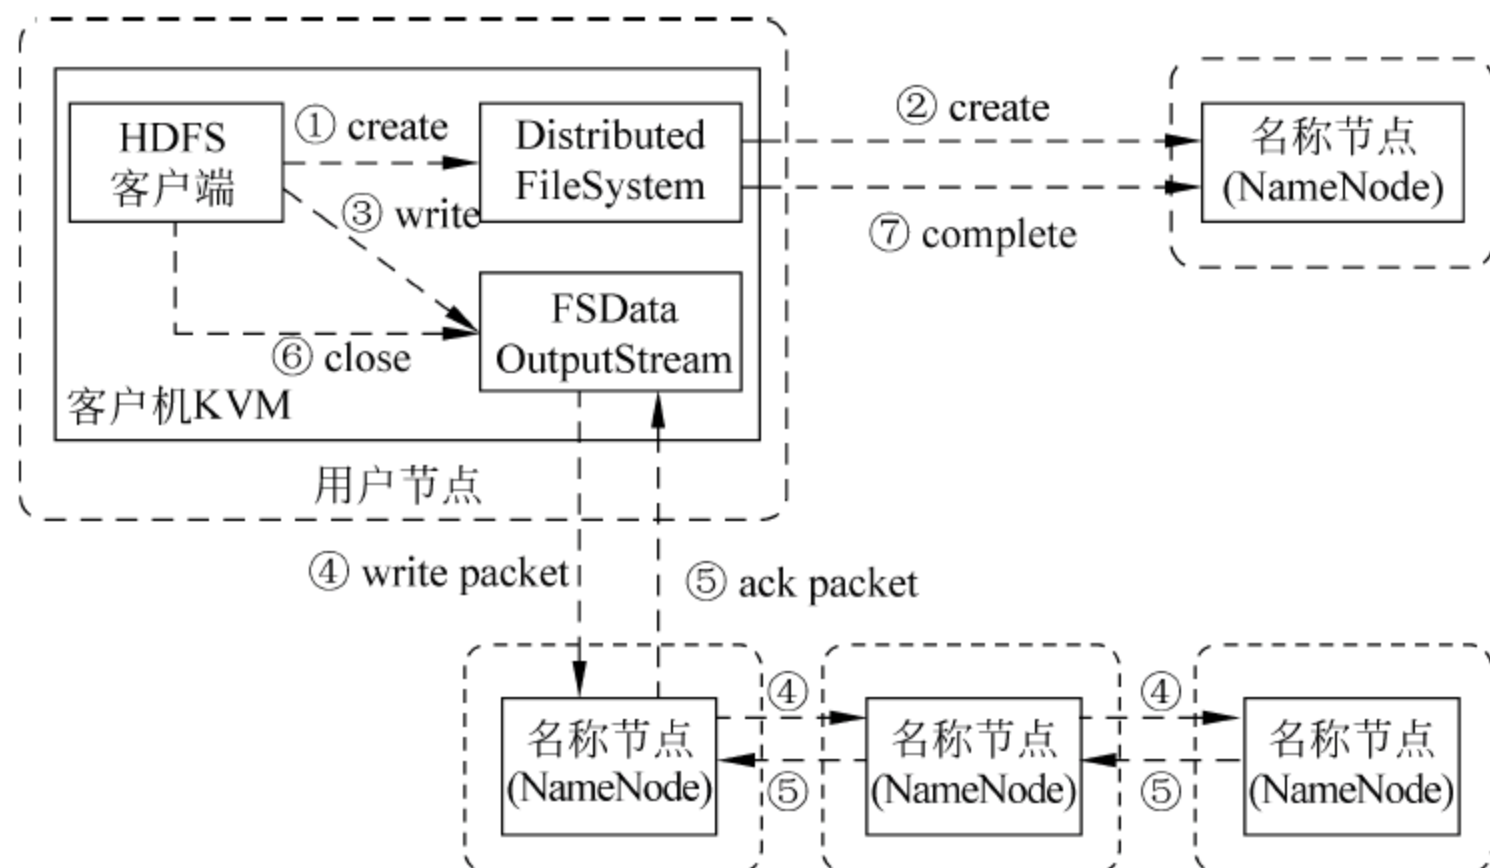 HDFS
客户端
① create
Distributed
FileSystem
② create
名称节点
(NameNode)
③ write
⑦ complete
FSData
OutputStream
⑥ close
客户机KVM
用户节点
④ write packet
⑤ ack packet
④
④
名称节点
(NameNode)
名称节点
(NameNode)
名称节点
(NameNode)
⑤
⑤